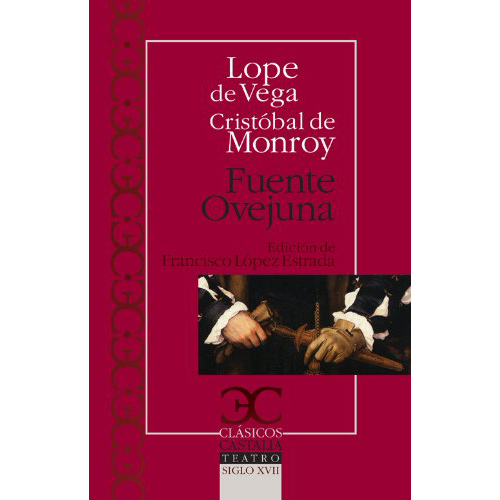 Lope
de Vega
Cristóbal de
Monroy
Fuente
Ovejuna
Edición de
Francisco López Estrada
CLÁSICOS
CASTALIA
TEATRO
SIGLO XVII